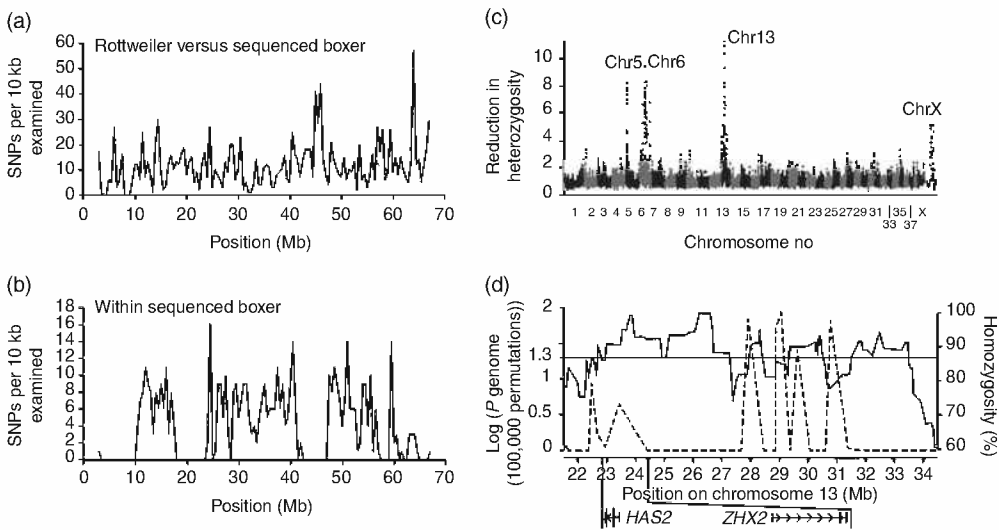 (a)
Rottweiler versus sequenced boxer
SNPs per 10 kb
examined
60
50
40
30
20
10
0
0 10 20 30 40 50 60 70
Position (Mb)
(b)
Within sequenced boxer
SNPs per 10 kb
examined
18
16
14
12
10
8
6
4
2
0
0 10 20 30 40 50 60 70
Position (Mb)
(c)
Reduction in
heterozygosity
10
8
6
4
2
0
Chr5
Chr6
Chr13
ChrX
1 2 3 4 5 6 7 8 9 11 13 15 17 19 21 23 25 27 29 31 33 35 37 X
Chromosome no
(d)
Log (P genome
(100,000 permutations))
2
1.3
1
0.5
0
100
90
80
70
60
Homozygosity (%)
22 23 24 25 26 27 28 29 30 31 32 33 34
Position on chromosome 13 (Mb)
HAS2 ZHX2